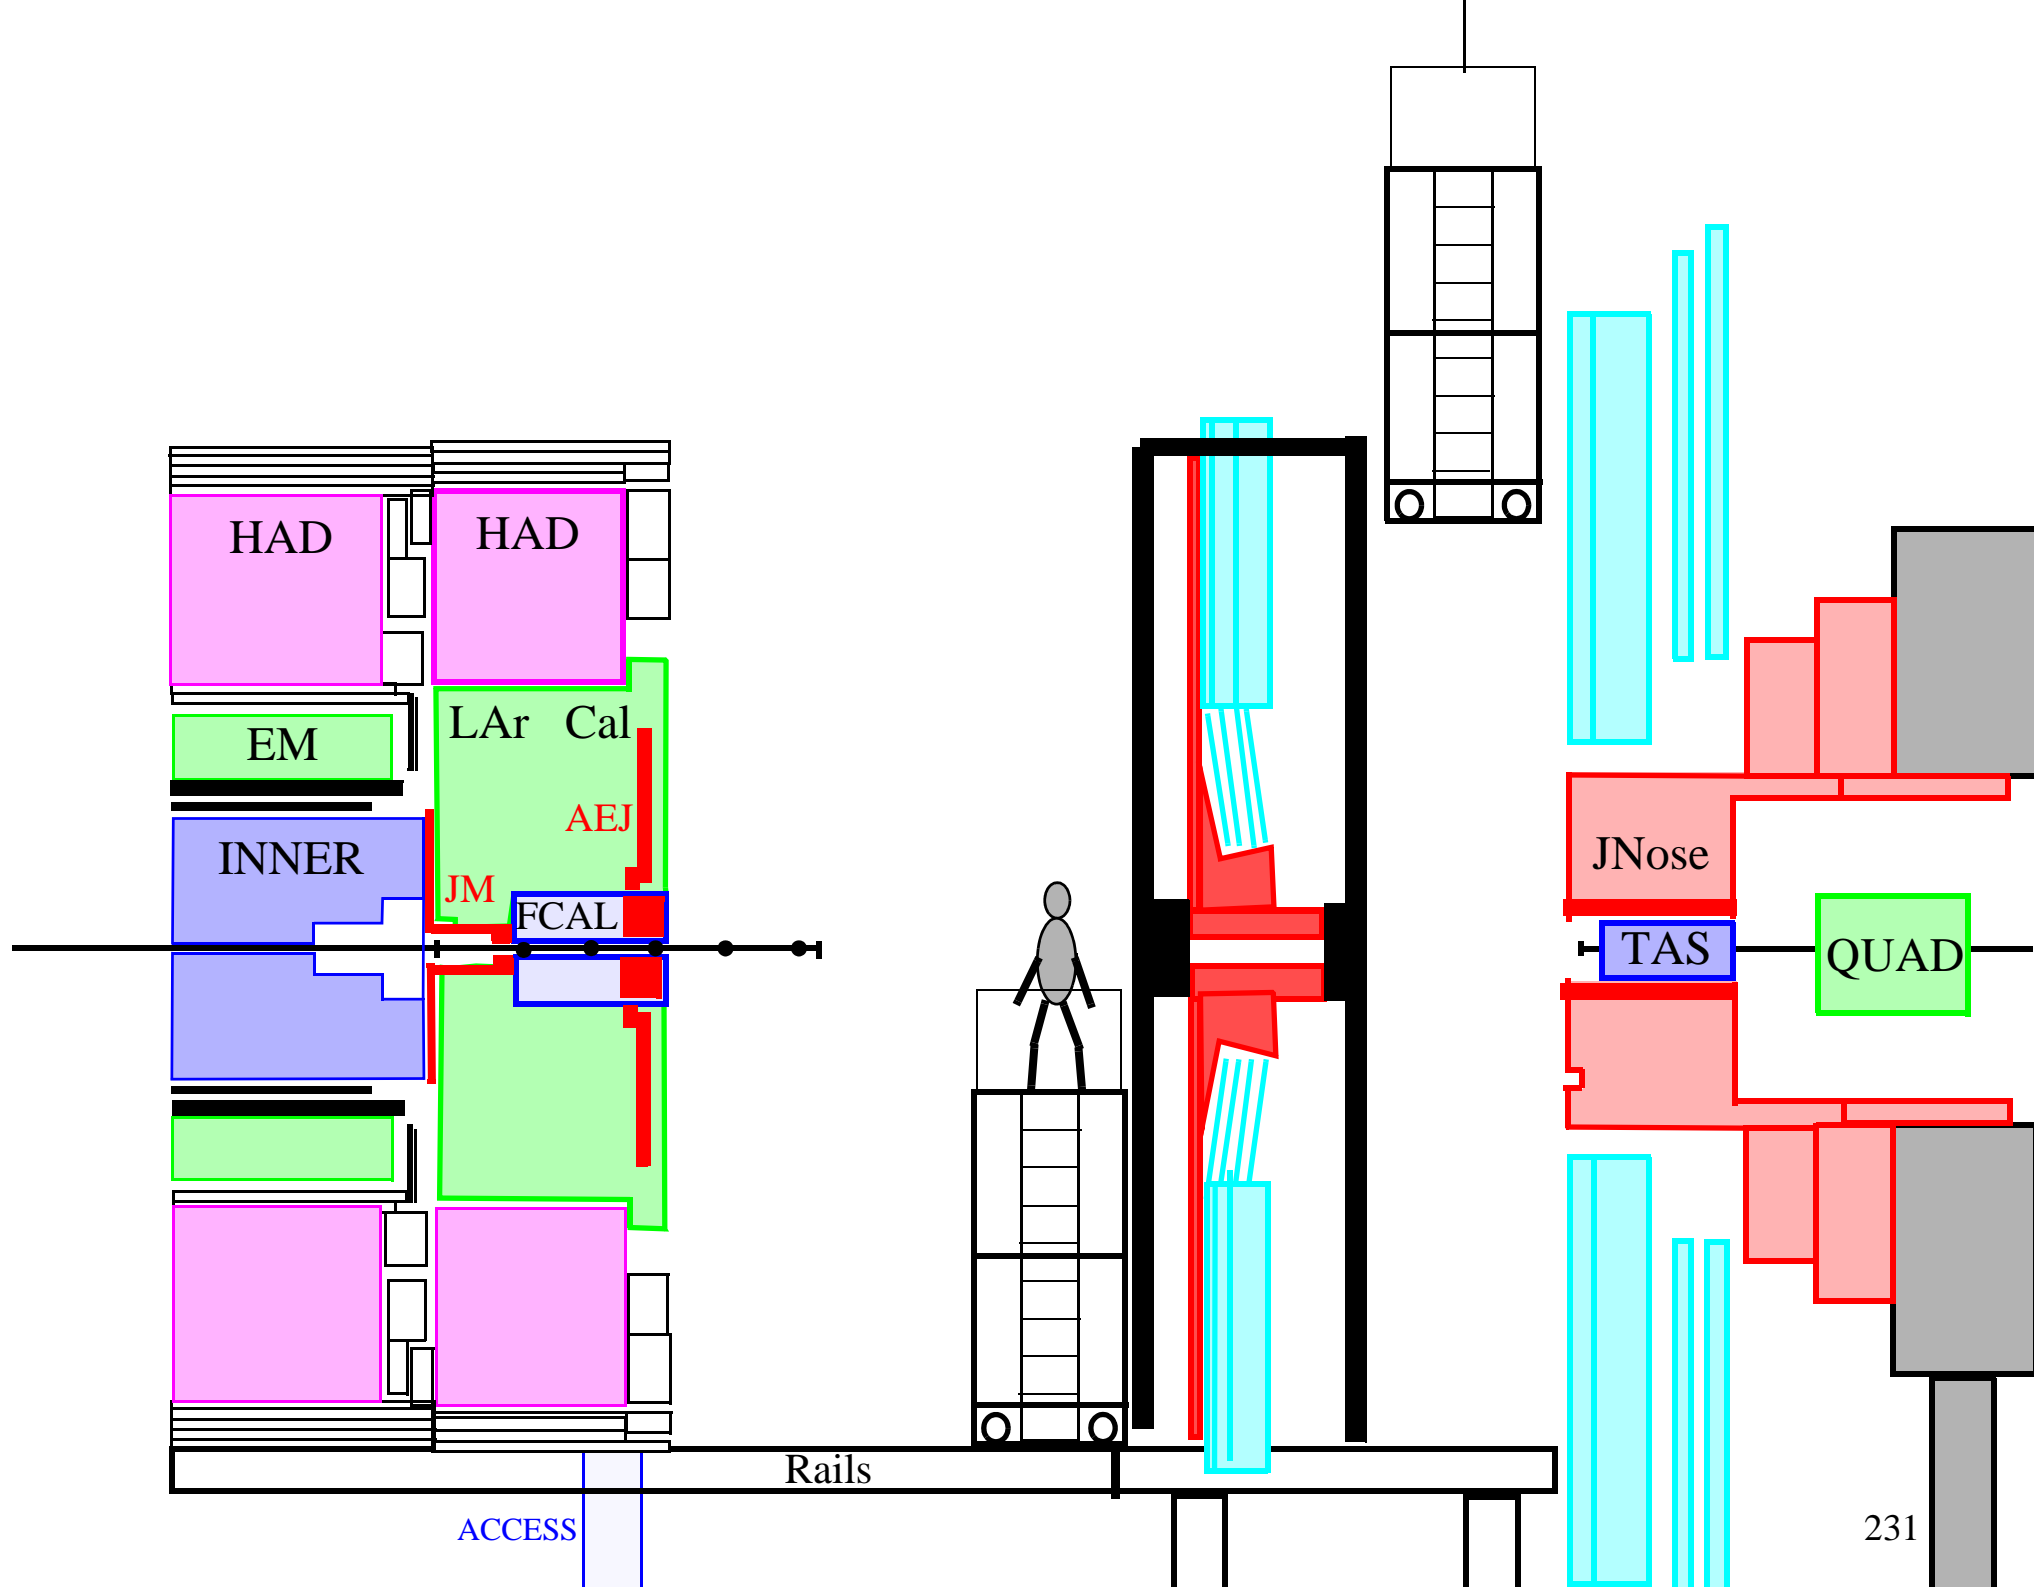 HAD
HAD
LAr Cal
EM
AEJ
INNER
JM
FCAL
JNose
TAS
QUAD
Rails
ACCESS
231